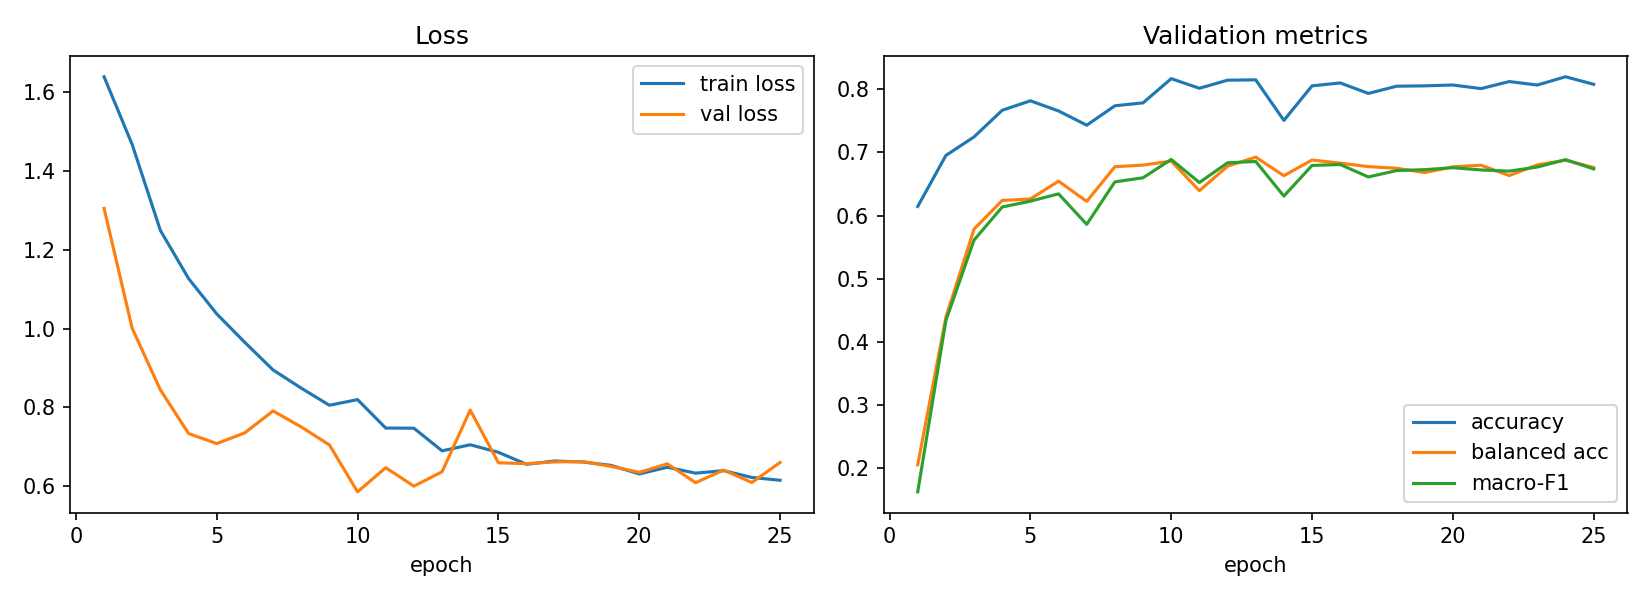 Loss
1.6
1.4
1.2
1.0
0.8
0.6
0 5 10 15 20 25
epoch
train loss
val loss
Validation metrics
0.8
0.7
0.6
0.5
0.4
0.3
0.2
0 5 10 15 20 25
epoch
accuracy
balanced acc
macro-F1